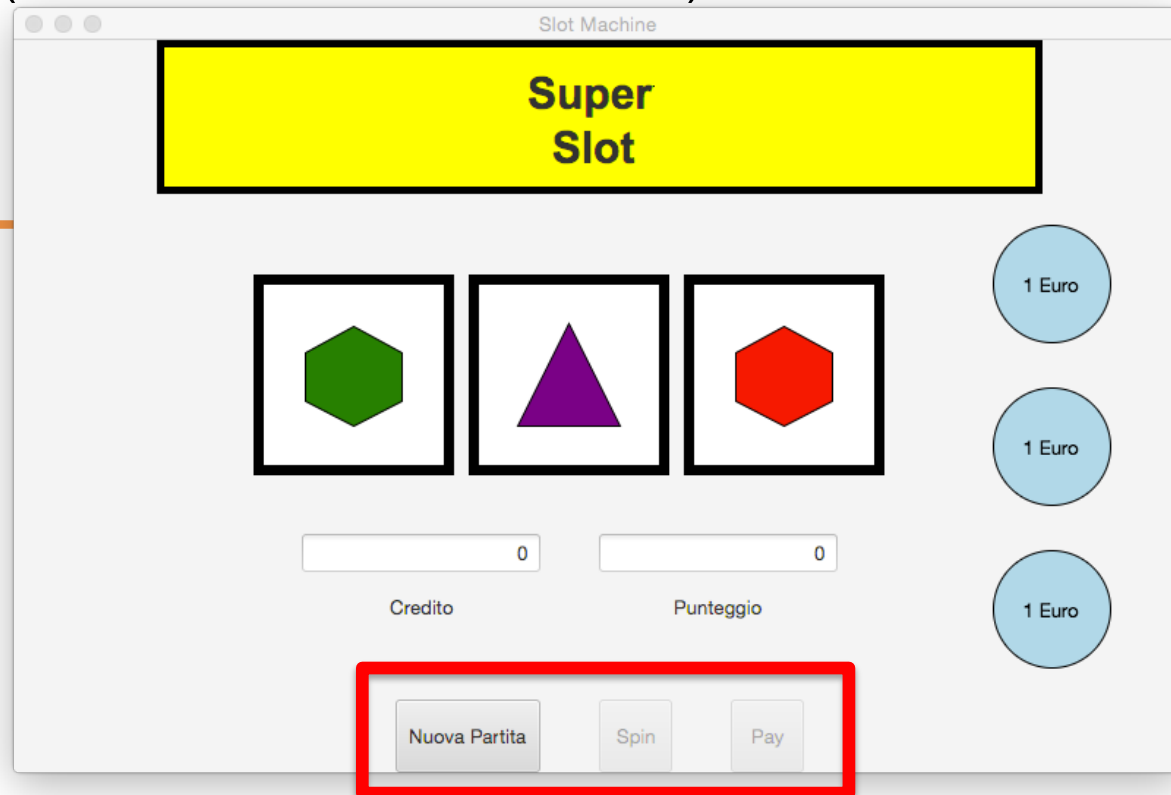 Slot Machine
Super
Slot
1 Euro
1 Euro
0 0
Credito Punteggio
1 Euro
Nuova Partita Spin Pay